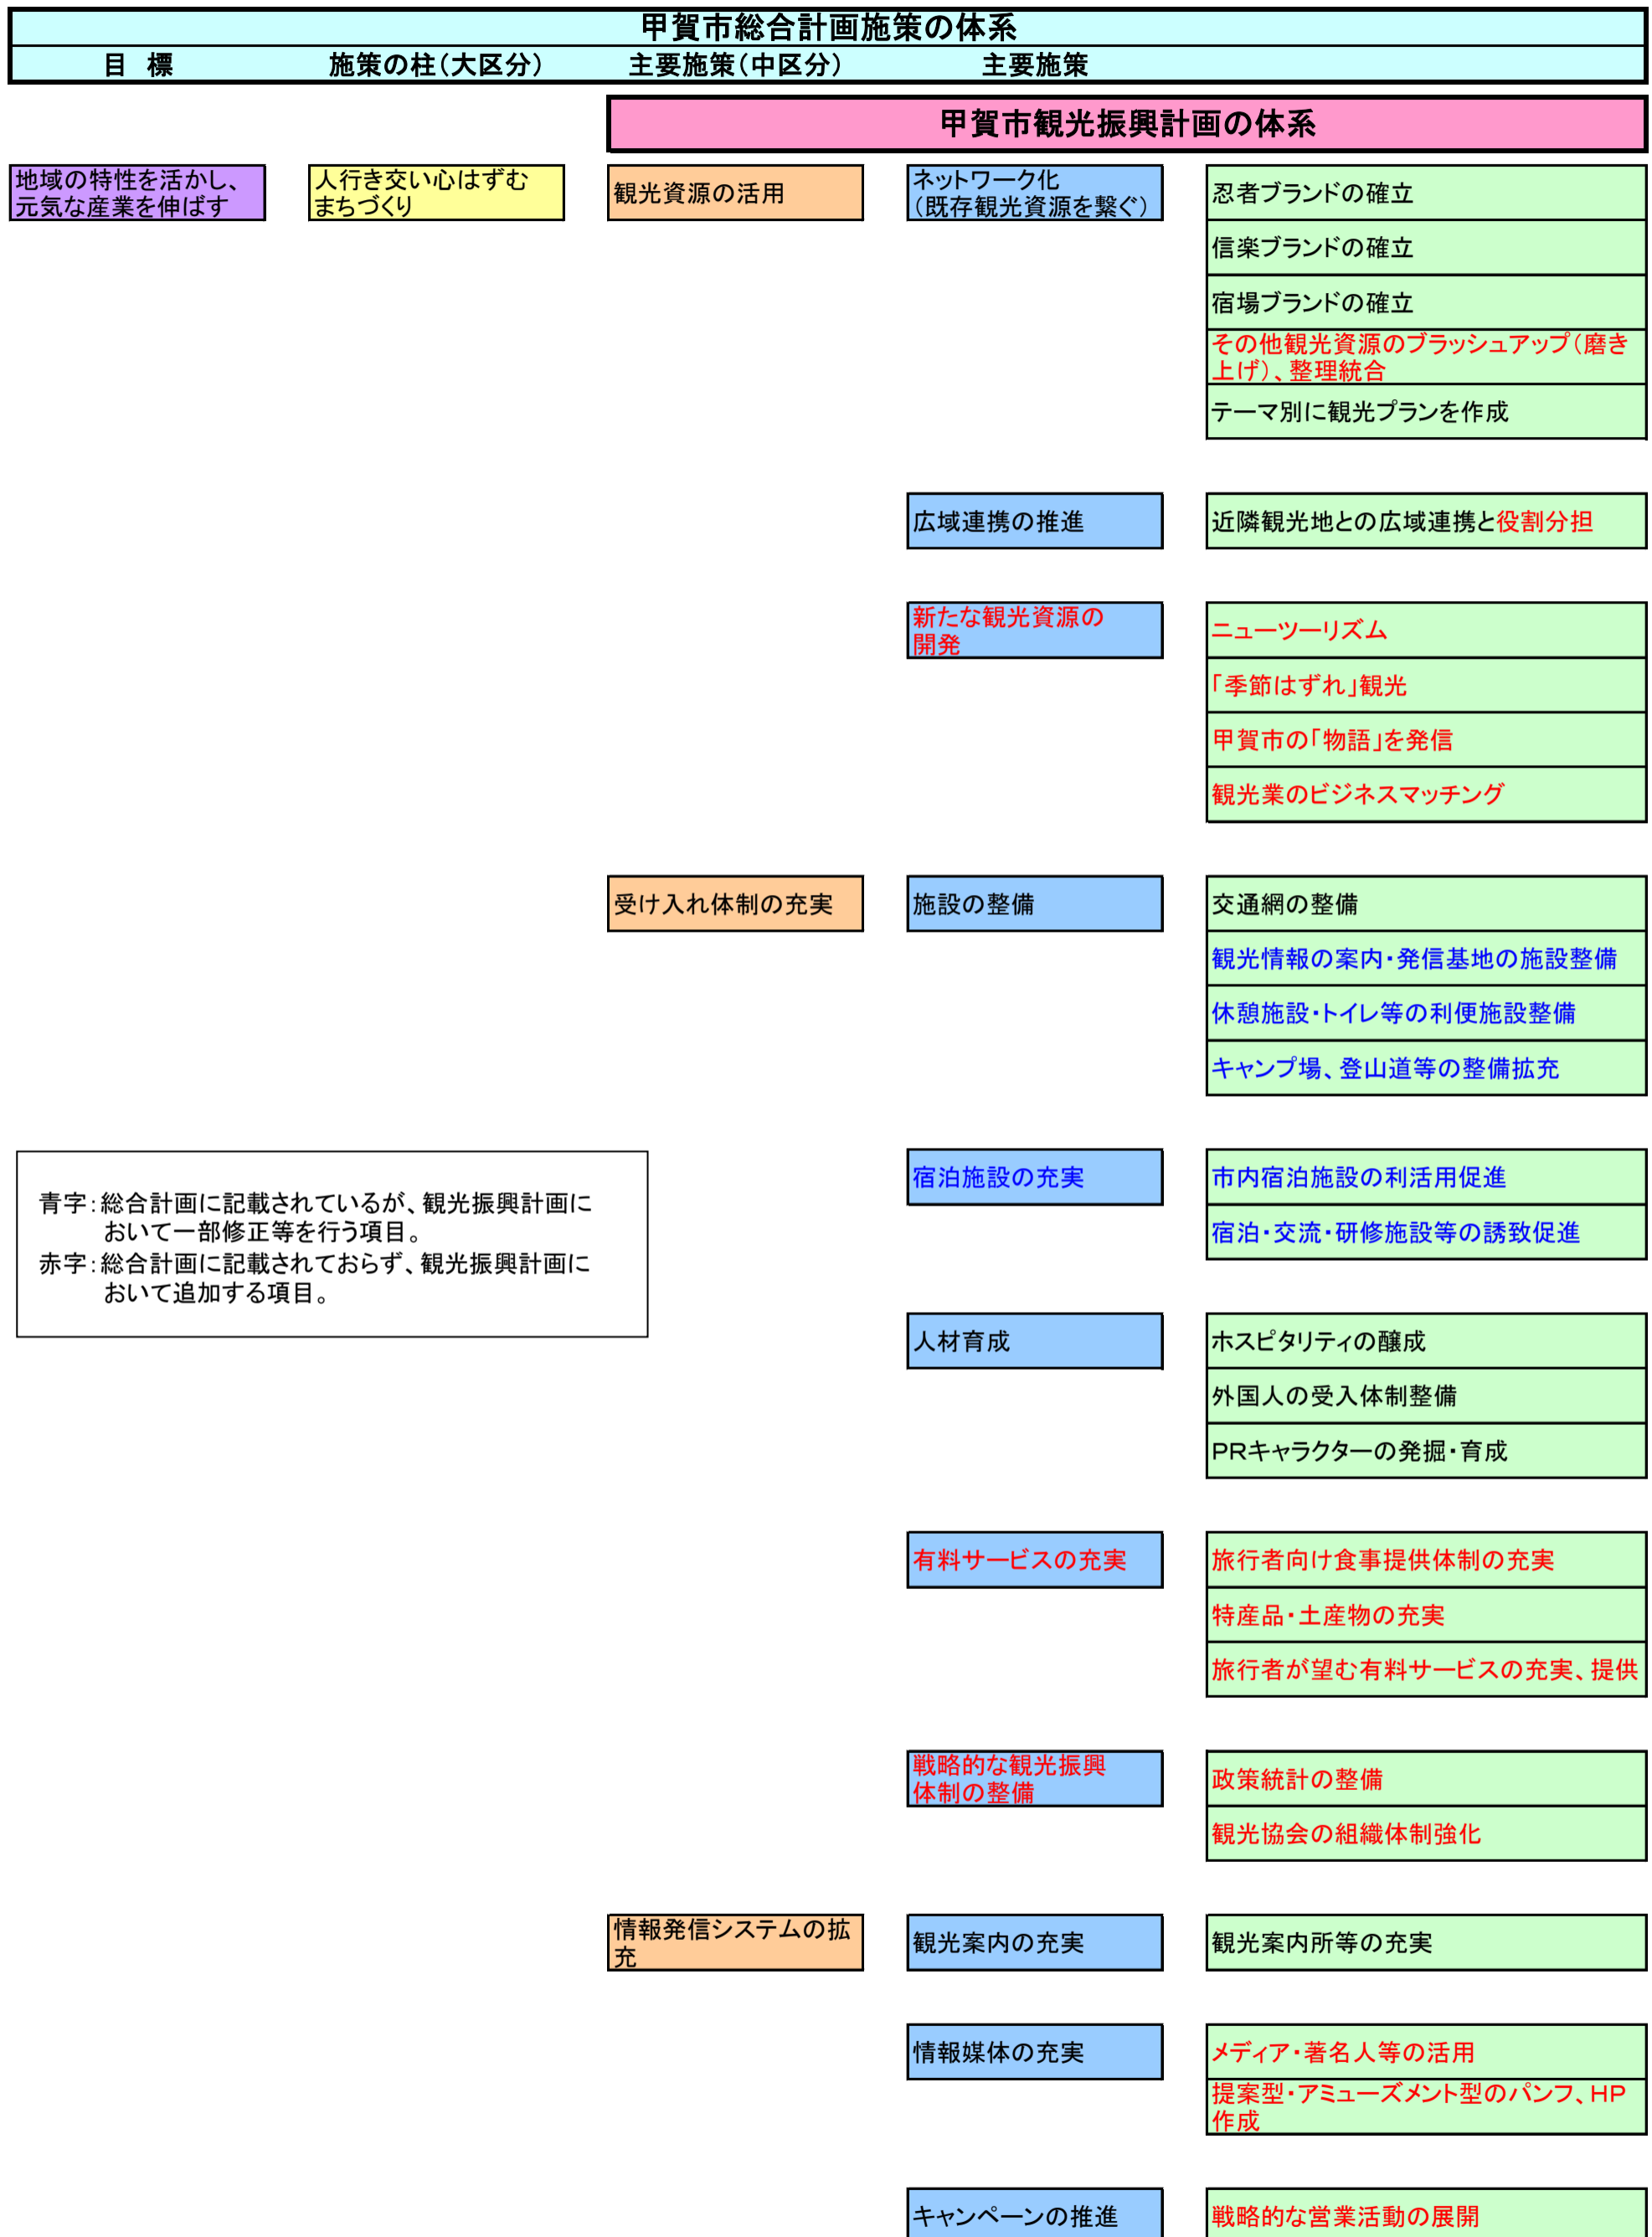 甲賀市総合計画施策の体系
目　標　施策の柱(大区分)　主要施策(中区分)　主要施策
甲賀市観光振興計画の体系
地域の特性を活かし、
元気な産業を伸ばす
人行き交い心はずむ
まちづくり
観光資源の活用
ネットワーク化
(既存観光資源を繋ぐ)
忍者ブランドの確立
信楽ブランドの確立
宿場ブランドの確立
その他観光資源のブラッシュアップ(磨き
上げ)、整理統合
テーマ別に観光プランを作成
広域連携の推進
近隣観光地との広域連携と役割分担
新たな観光資源の
開発
ニューツーリズム
「季節はずれ」観光
甲賀市の「物語」を発信
観光業のビジネスマッチング
受け入れ体制の充実
施設の整備
交通網の整備
観光情報の案内・発信基地の施設整備
休憩施設・トイレ等の利便施設整備
キャンプ場、登山道等の整備拡充
宿泊施設の充実
市内宿泊施設の利活用促進
宿泊・交流・研修施設等の誘致促進
青字:総合計画に記載されているが、観光振興計画に
おいて一部修正等を行う項目。
赤字:総合計画に記載されておらず、観光振興計画に
おいて追加する項目。
人材育成
ホスピタリティの醸成
外国人の受入体制整備
PRキャラクターの発掘・育成
有料サービスの充実
旅行者向け食事提供体制の充実
特産品・土産物の充実
旅行者が望む有料サービスの充実、提供
戦略的な観光振興
体制の整備
政策統計の整備
観光協会の組織体制強化
情報発信システムの拡
充
観光案内の充実
観光案内所等の充実
情報媒体の充実
メディア・著名人等の活用
提案型・アミューズメント型のパンフ、HP
作成
キャンペーンの推進
戦略的な営業活動の展開